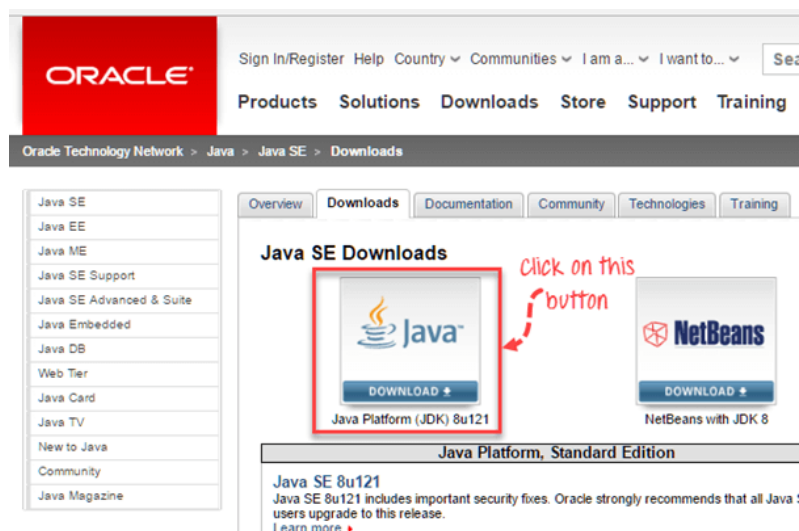 ORACLE
Sign In/Register Help Country Communities I am a... I want to...
Products Solutions Downloads Store Support Training
Oracle Technology Network > Java > Java SE > Downloads
Java SE
Java EE
Java ME
Java SE Support
Java SE Advanced & Suite
Java Embedded
Java DB
Web Tier
Java Card
Java TV
New to Java
Community
Java Magazine
Overview Downloads Documentation Community Technologies Training
Java SE Downloads
Click on this
button
Java
NetBeans
DOWNLOAD
DOWNLOAD
Java Platform (JDK) 8u121
NetBeans with JDK 8
Java Platform, Standard Edition
Java SE 8u121
Java SE 8u121 includes important security fixes. Oracle strongly recommends that all Java
users upgrade to this release.
Learn more